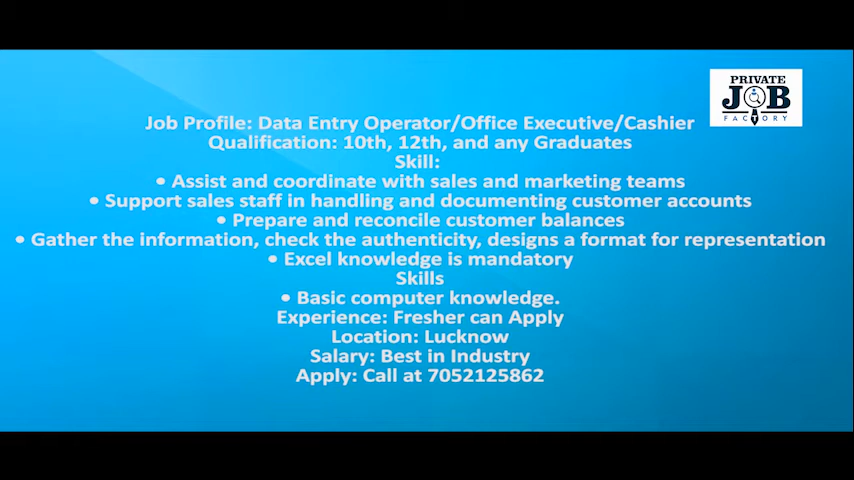 PRIVATE
JOB
FACTORY
Job Profile: Data Entry Operator/Office Executive/Cashier
Qualification: 10th, 12th, and any Graduates
Skill:
• Assist and coordinate with sales and marketing teams
• Support sales staff in handling and documenting customer accounts
• Prepare and reconcile customer balances
• Gather the information, check the authenticity, designs a format for representation
• Excel knowledge is mandatory
Skills
• Basic computer knowledge.
Experience: Fresher can Apply
Location: Lucknow
Salary: Best in Industry
Apply: Call at 7052125862